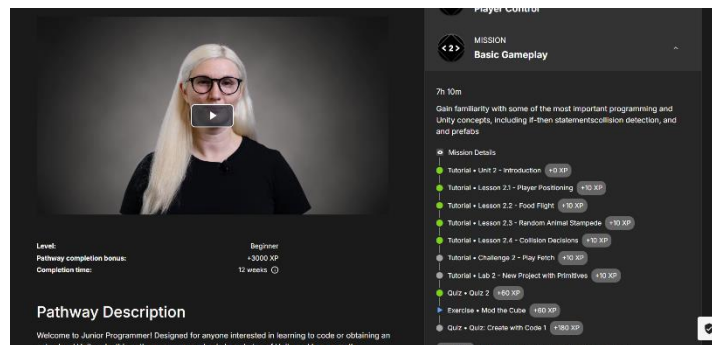 Player Control
<2>
MISSION
Basic Gameplay
7h 10m
Gain familiarity with some of the most important programming and
Unity concepts, including if-then statementscollision detection, and
and prefabs
Mission Details
Tutorial • Unit 2 - Introduction +0 XP
Tutorial • Lesson 2.1 - Player Positioning +10 XP
Tutorial • Lesson 2.2 - Food Flight +10 XP
Tutorial • Lesson 2.3 - Random Animal Stampede +10 XP
Tutorial • Lesson 2.4 - Collision Decisions +10 XP
Tutorial • Challenge 2 - Play Fetch +10 XP
Tutorial • Lab 2 - New Project with Primitives +10 XP
Quiz • Quiz 2 +60 XP
Exercise • Mod the Cube +60 XP
Quiz • Quiz: Create with Code 1 +180 XP
Level: Beginner
Pathway completion bonus: +3000 XP
Completion time: 12 weeks
Pathway Description
Welcome to Junior Programmer! Designed for anyone interested in learning to code or obtaining an